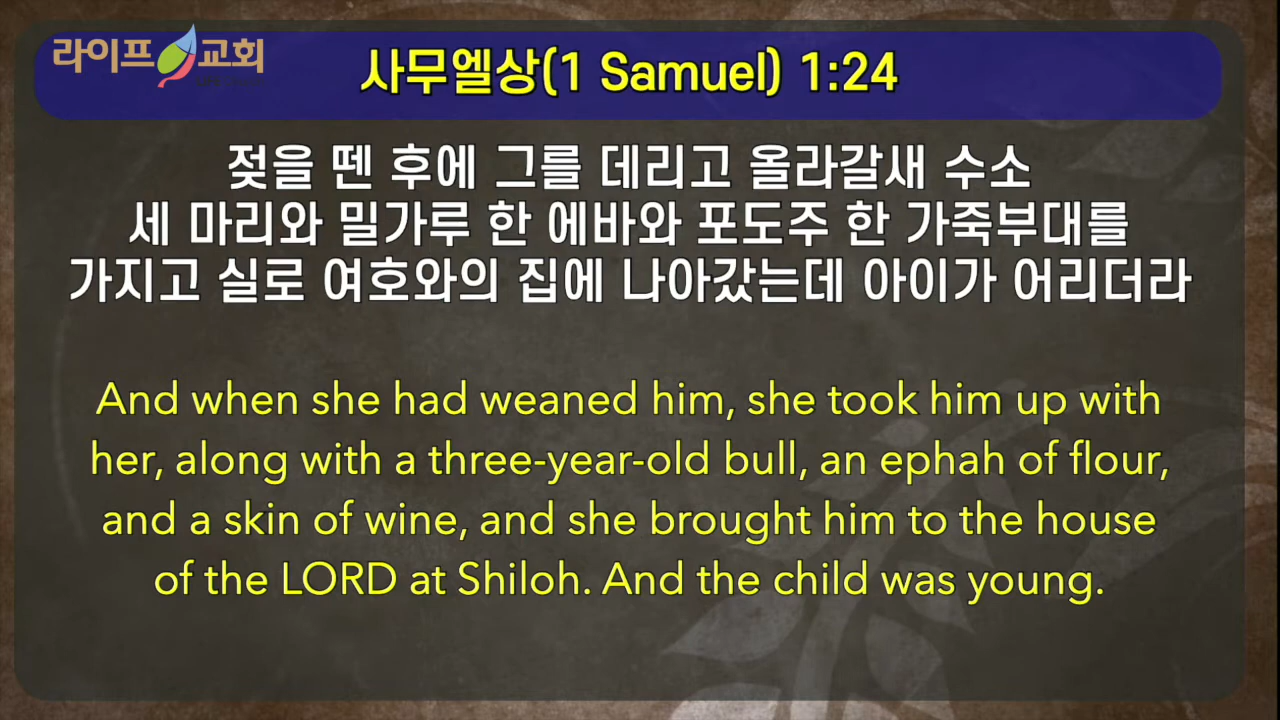 라이프 교회
사무엘상(1 Samuel) 1:24
젖을 뗀 후에 그를 데리고 올라갈새 수소
세 마리와 밀가루 한 에바와 포도주 한 가죽부대를
가지고 실로 여호와의 집에 나아갔는데 아이가 어리더라
And when she had weaned him, she took him up with
her, along with a three-year-old bull, an ephah of flour,
and a skin of wine, and she brought him to the house
of the LORD at Shiloh. And the child was young.